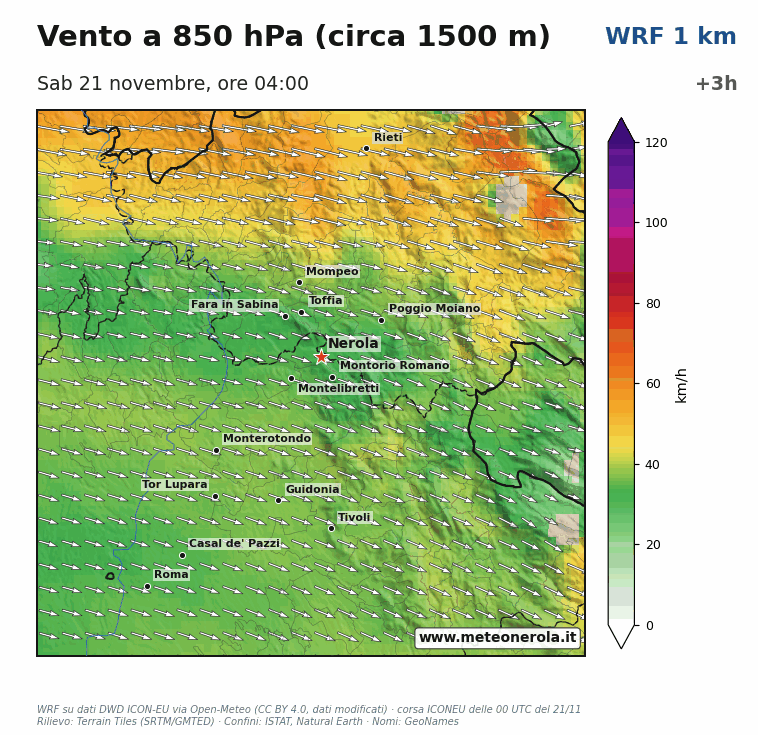 Vento a 850 hPa (circa 1500 m)
WRF 1 km
Sab 21 novembre, ore 04:00
+3h
Rieti
Mompeo
Toffia
Fara in Sabina
Poggio Moiano
Nerola
Montorio Romano
Montelibretti
Monterotondo
Tor Lupara
Guidonia
Tivoli
Casal de' Pazzi
Roma
www.meteonerola.it
120
100
80
60
40
20
0
km/h
WRF su dati DWD ICON-EU via Open-Meteo (CC BY 4.0, dati modificati) · corsa ICONEU delle 00 UTC del 21/11
Rilievo: Terrain Tiles (SRTM/GMTED) · Confini: ISTAT, Natural Earth · Nomi: GeoNames